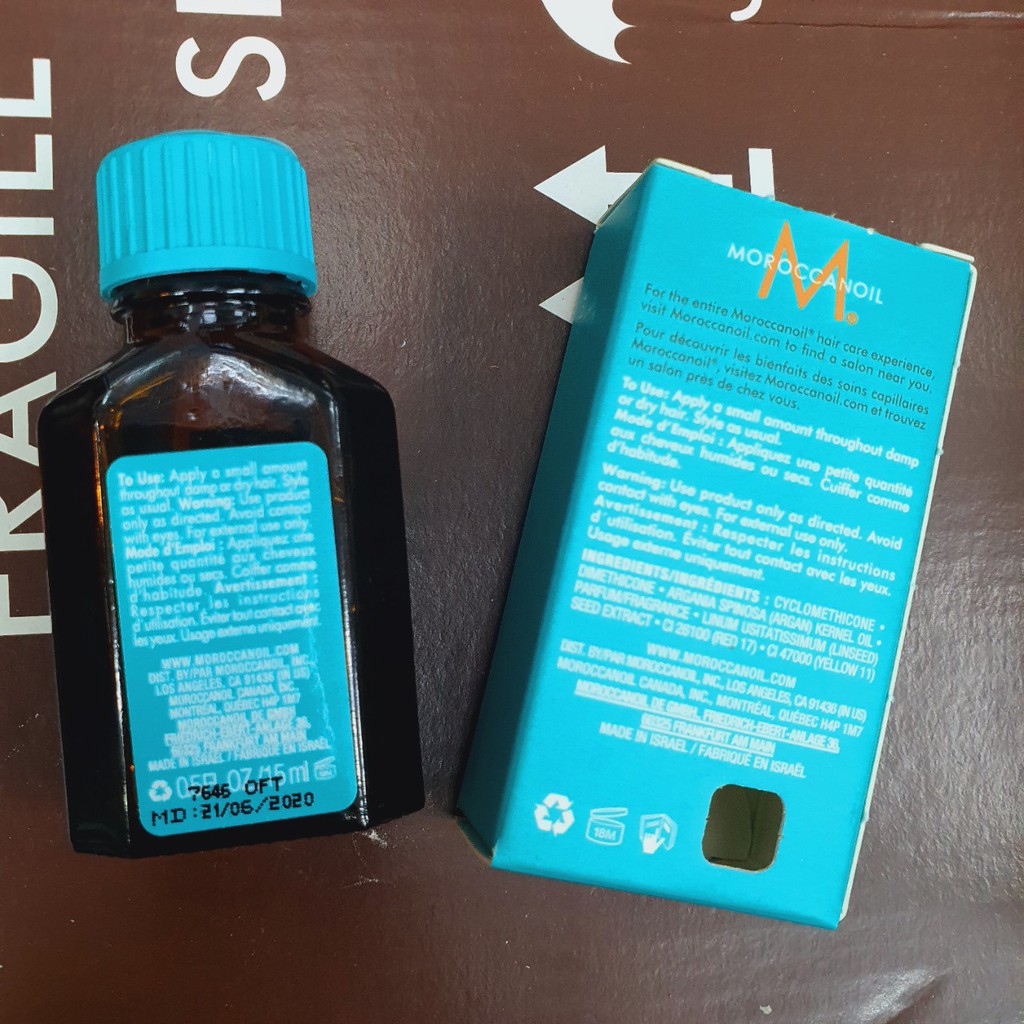 FRAGILE
To Use: Apply a small amount
throughout damp or dry hair. Style
as usual. Warning: Use product
only as directed. Avoid contact
with eyes. For external use only.
Mode d'Emploi : Appliquez une
petite quantité aux cheveux
humides ou secs. Coiffer comme
d'habitude. Avertissement :
Respecter les instructions
d'utilisation. Éviter tout contact avec
les yeux. Usage externe uniquement.
WWW.MOROCCANOIL.COM
DIST. BY/PAR MOROCCANOIL, INC.,
LOS ANGELES, CA 91436 (IN US)
MOROCCANOIL CANADA, INC.,
MONTRÉAL, QUÉBEC H4P 1M7
MOROCCANOIL DE GMBH,
FRIEDRICH-EBERT-ANLAGE 36,
60325 FRANKFURT AM MAIN
MADE IN ISRAEL / FABRIQUÉ EN ISRAËL
0.5 FL. OZ/15 ml 18M
7646 OFT
MD:21/06/2020
MOROCCANOIL
M.
For the entire Moroccanoil® hair care experience,
visit Moroccanoil.com to find a salon near you.
Pour découvrir les bienfaits des soins capillaires
Moroccanoil®, visitez Moroccanoil.com et trouvez
un salon près de chez vous.
To Use: Apply a small amount throughout damp
or dry hair. Style as usual.
Mode d'Emploi : Appliquez une petite quantité
aux cheveux humides ou secs. Coiffer comme
d'habitude.
Warning: Use product only as directed. Avoid
contact with eyes. For external use only.
Avertissement : Respecter les instructions
d'utilisation. Éviter tout contact avec les yeux.
Usage externe uniquement.
INGREDIENTS/INGRÉDIENTS : CYCLOMETHICONE •
DIMETHICONE • ARGANIA SPINOSA (ARGAN) KERNEL OIL •
PARFUM/FRAGRANCE • LINUM USITATISSIMUM (LINSEED)
SEED EXTRACT • CI 26100 (RED 17) • CI 47000 (YELLOW 11)
WWW.MOROCCANOIL.COM
DIST. BY/PAR MOROCCANOIL, INC., LOS ANGELES, CA 91436 (IN US)
MOROCCANOIL CANADA, INC., MONTRÉAL, QUÉBEC H4P 1M7
MOROCCANOIL DE GMBH, FRIEDRICH-EBERT-ANLAGE 36,
60325 FRANKFURT AM MAIN
MADE IN ISRAEL / FABRIQUÉ EN ISRAËL
18M